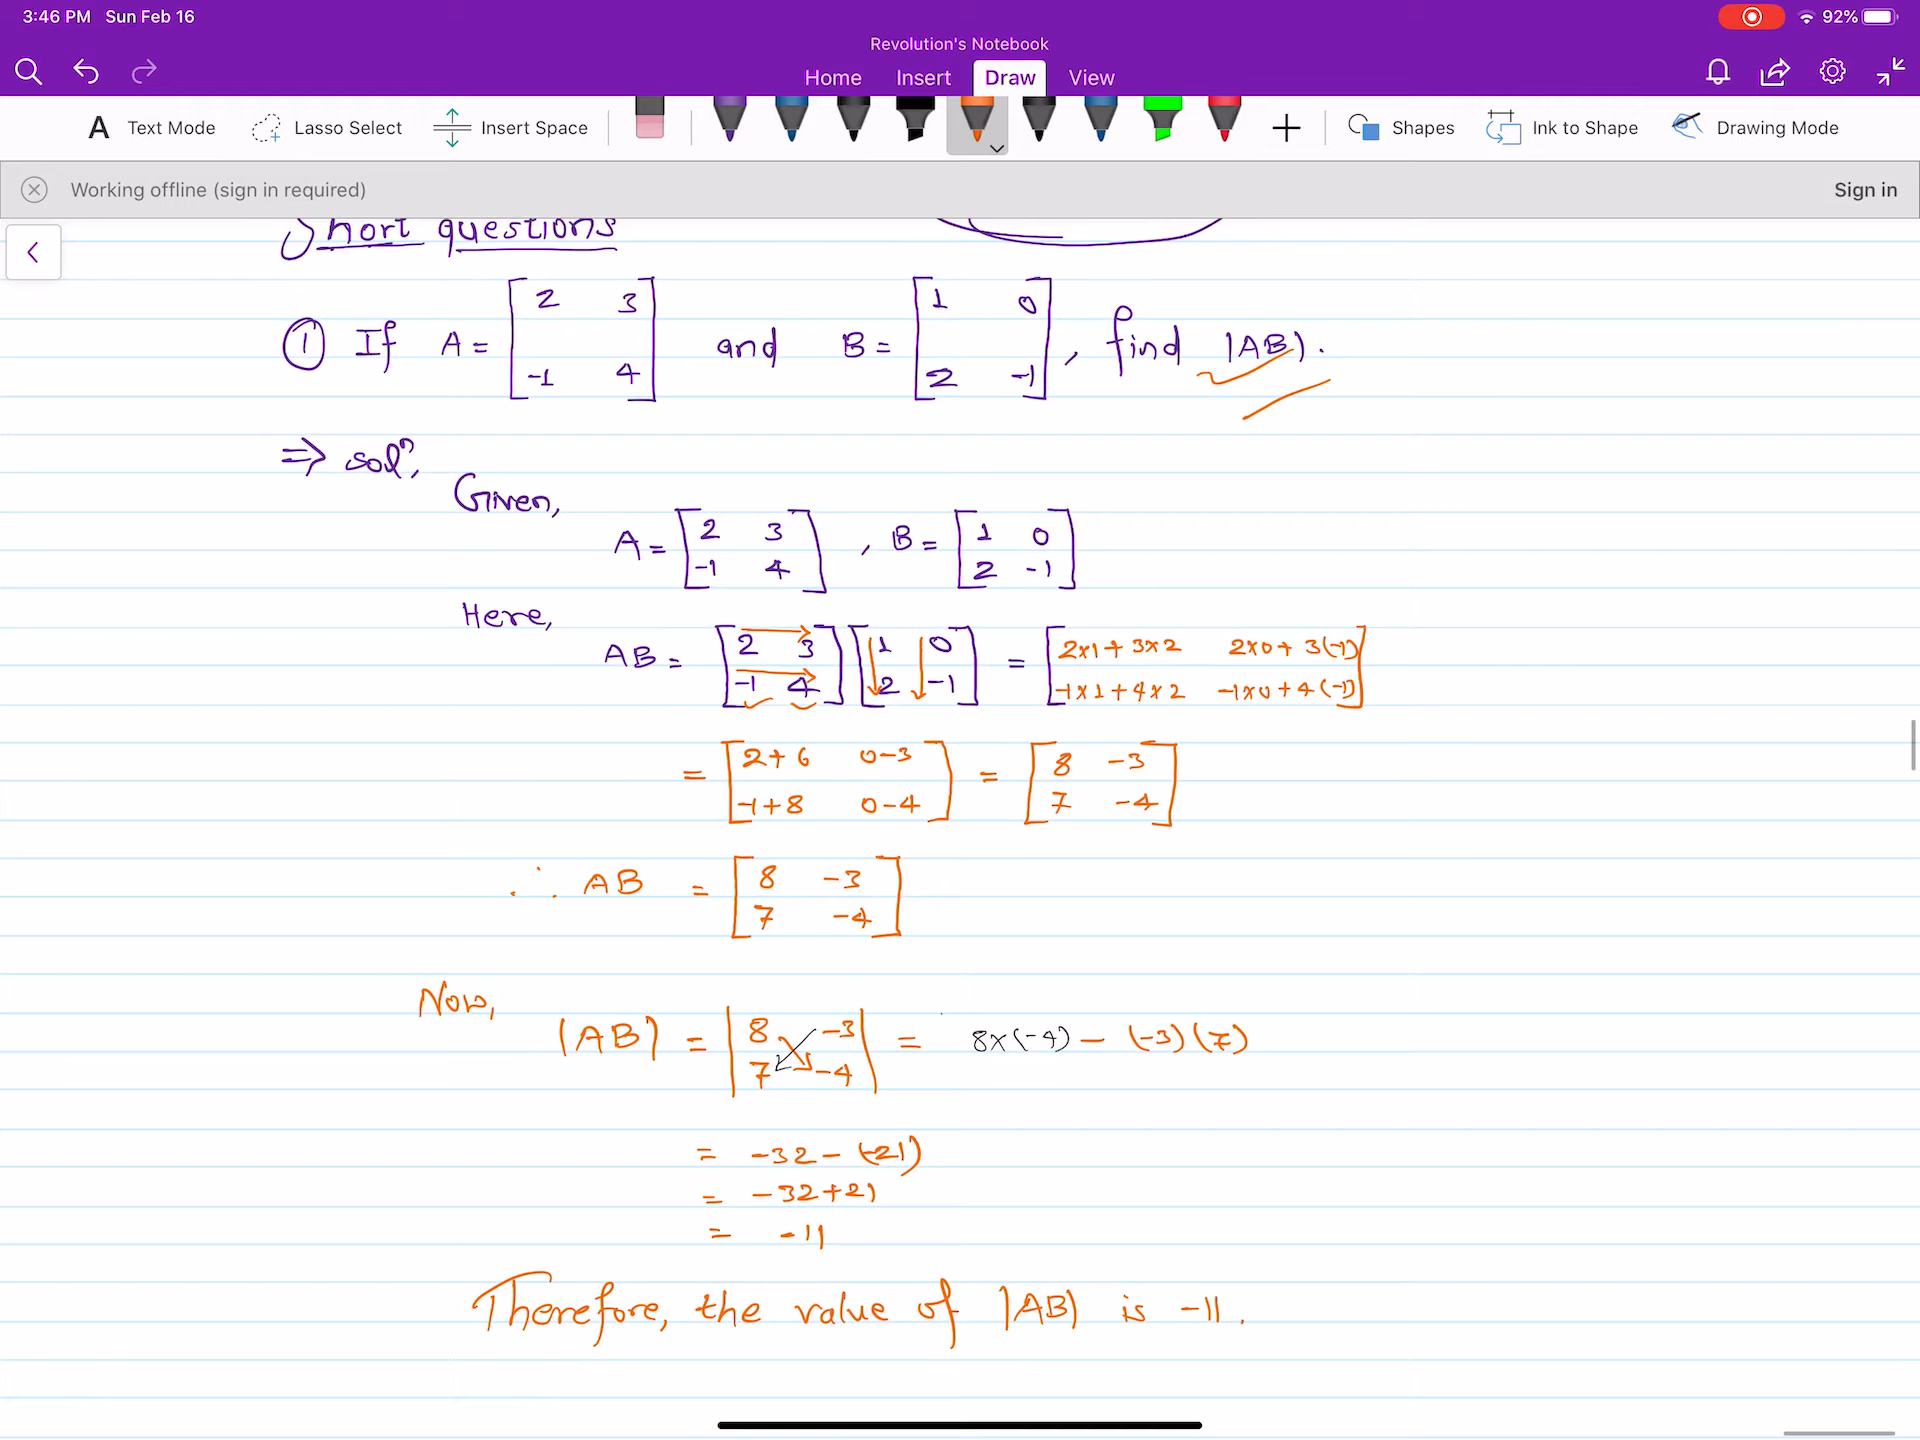 3:46 PM Sun Feb 16 92%
Revolution's Notebook
Home Insert Draw View
Text Mode Lasso Select Insert Space Shapes Ink to Shape Drawing Mode
Working offline (sign in required) Sign in
Short questions
① If A = [2 3; -1 4] and B = [1 0; 2 -1], find |AB|.
⇒ solⁿ.
Given,
A = [2 3; -1 4], B = [1 0; 2 -1]
Here,
AB = [2 3; -1 4] [1 0; 2 -1] = [2×1+3×2 2×0+3(-1); -1×1+4×2 -1×0+4(-1)]
= [2+6 0-3; -1+8 0-4] = [8 -3; 7 -4]
∴ AB = [8 -3; 7 -4]
Now,
|AB| = |8 -3; 7 -4| = 8×(-4) - (-3)(7)
= -32 - (-21)
= -32+21
= -11
Therefore, the value of |AB| is -11.